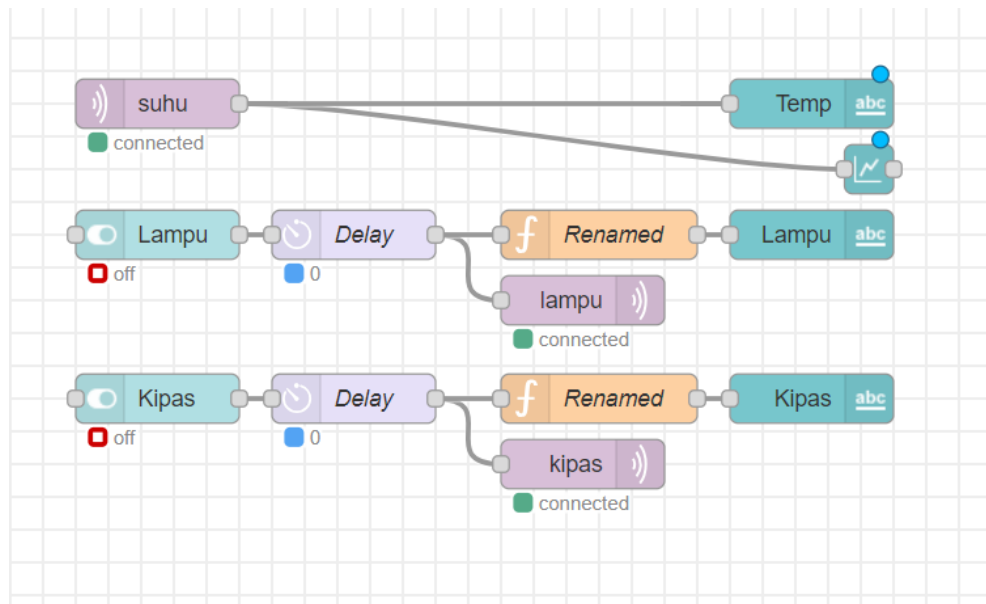 suhu
Temp abc
connected
Lampu Delay Renamed Lampu abc
off 0
lampu
connected
Kipas Delay Renamed Kipas abc
off 0
kipas
connected